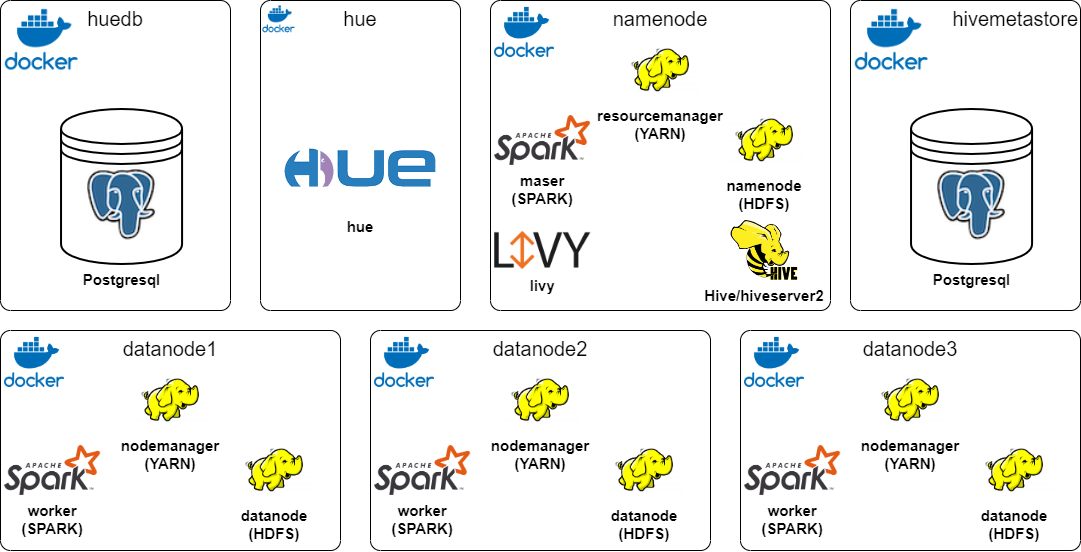 huedb
docker
Postgresql
hue
docker
HUE
hue
namenode
docker
resourcemanager
(YARN)
APACHE
Spark
maser
(SPARK)
namenode
(HDFS)
LIVY
livy
HIVE
Hive/hiveserver2
hivemetastore
docker
Postgresql
datanode1
docker
nodemanager
(YARN)
APACHE
Spark
worker
(SPARK)
datanode
(HDFS)
datanode2
docker
nodemanager
(YARN)
APACHE
Spark
worker
(SPARK)
datanode
(HDFS)
datanode3
docker
nodemanager
(YARN)
APACHE
Spark
worker
(SPARK)
datanode
(HDFS)